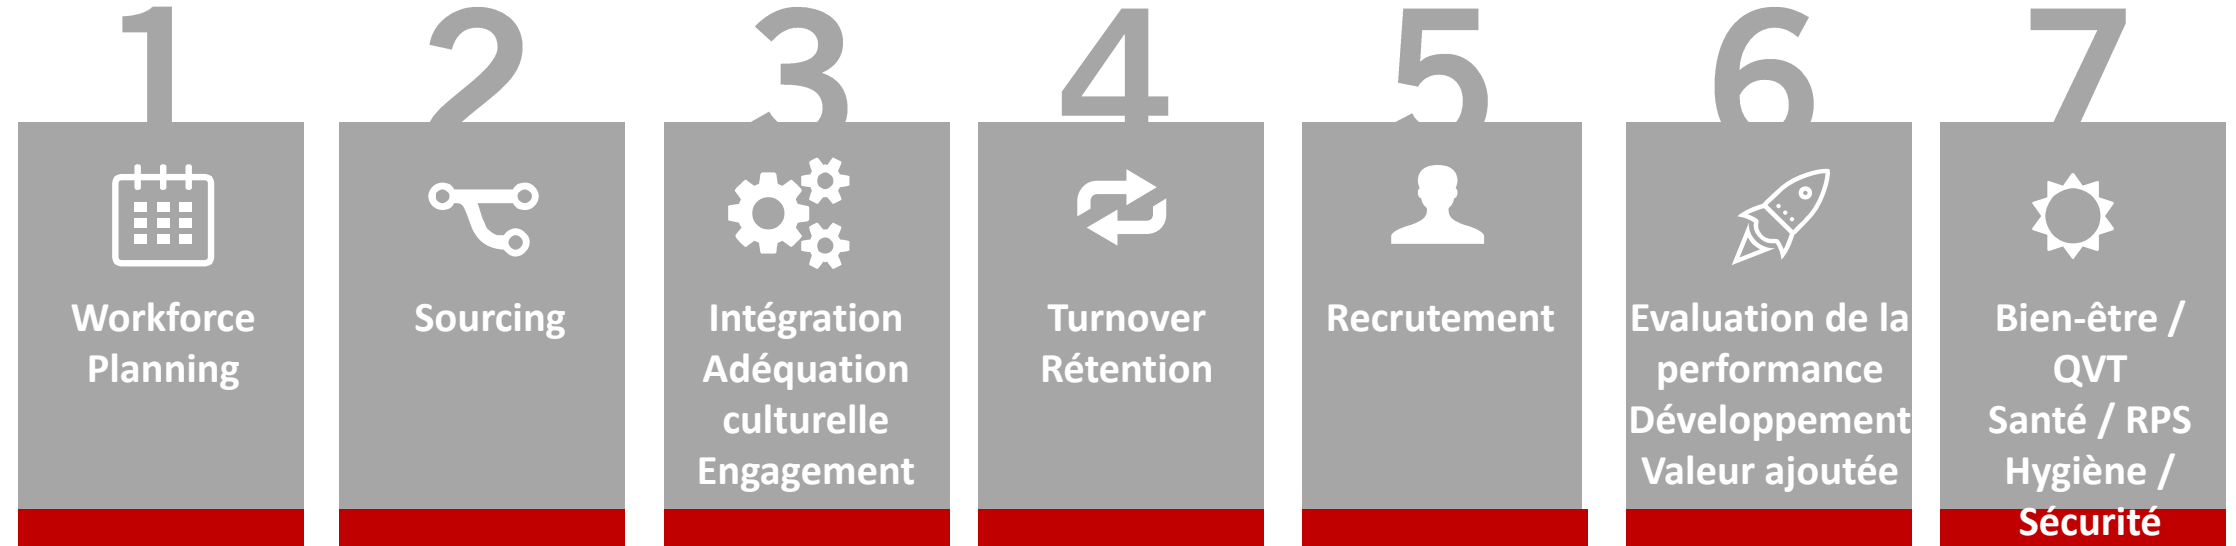 1
Workforce
Planning
2
Sourcing
3
Intégration
Adéquation
culturelle
Engagement
4
Turnover
Rétention
5
Recrutement
6
Evaluation de la
performance
Développement
Valeur ajoutée
7
Bien-être /
QVT
Santé / RPS
Hygiène /
Sécurité